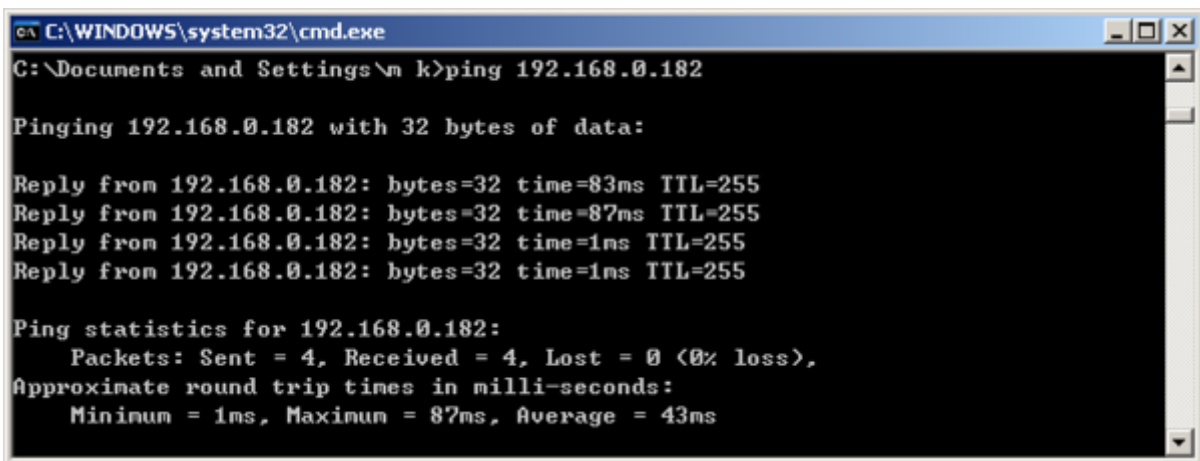 C:\WINDOWS\system32\cmd.exe
C:\Documents and Settings\m k>ping 192.168.0.182
Pinging 192.168.0.182 with 32 bytes of data:
Reply from 192.168.0.182: bytes=32 time=83ms TTL=255
Reply from 192.168.0.182: bytes=32 time=87ms TTL=255
Reply from 192.168.0.182: bytes=32 time=1ms TTL=255
Reply from 192.168.0.182: bytes=32 time=1ms TTL=255
Ping statistics for 192.168.0.182:
Packets: Sent = 4, Received = 4, Lost = 0 (0% loss),
Approximate round trip times in milli-seconds:
Minimum = 1ms, Maximum = 87ms, Average = 43ms